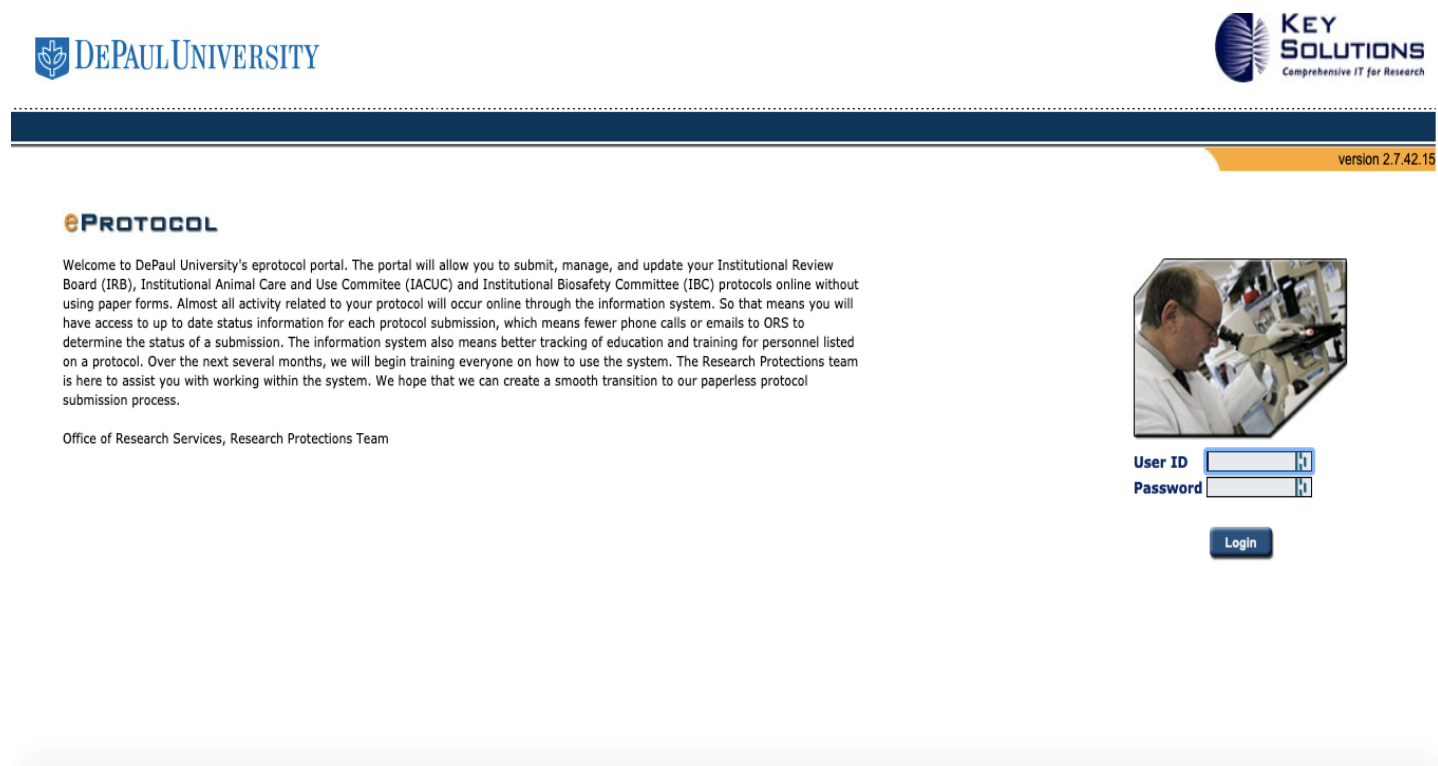 DEPAUL UNIVERSITY
KEY
SOLUTIONS
Comprehensive IT for Research
version 2.7.42.15
ePROTOCOL
Welcome to DePaul University's eprotocol portal. The portal will allow you to submit, manage, and update your Institutional Review
Board (IRB), Institutional Animal Care and Use Commitee (IACUC) and Institutional Biosafety Committee (IBC) protocols online without
using paper forms. Almost all activity related to your protocol will occur online through the information system. So that means you will
have access to up to date status information for each protocol submission, which means fewer phone calls or emails to ORS to
determine the status of a submission. The information system also means better tracking of education and training for personnel listed
on a protocol. Over the next several months, we will begin training everyone on how to use the system. The Research Protections team
is here to assist you with working within the system. We hope that we can create a smooth transition to our paperless protocol
submission process.
Office of Research Services, Research Protections Team
User ID
Password
Login